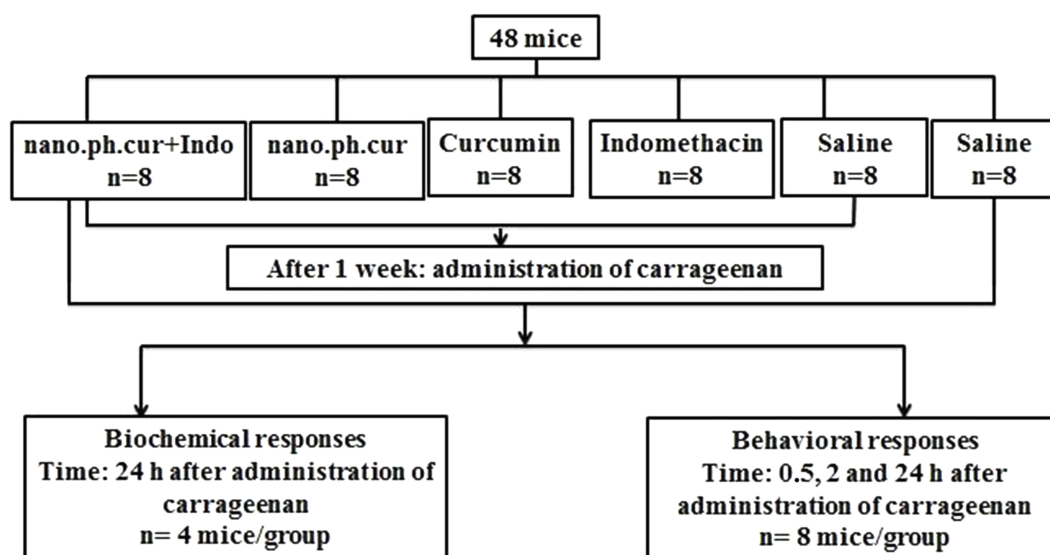 48 mice
nano.ph.cur+Indo
n=8
nano.ph.cur
n=8
Curcumin
n=8
Indomethacin
n=8
Saline
n=8
Saline
n=8
After 1 week: administration of carrageenan
Biochemical responses
Time: 24 h after administration of
carrageenan
n= 4 mice/group
Behavioral responses
Time: 0.5, 2 and 24 h after
administration of carrageenan
n= 8 mice/group